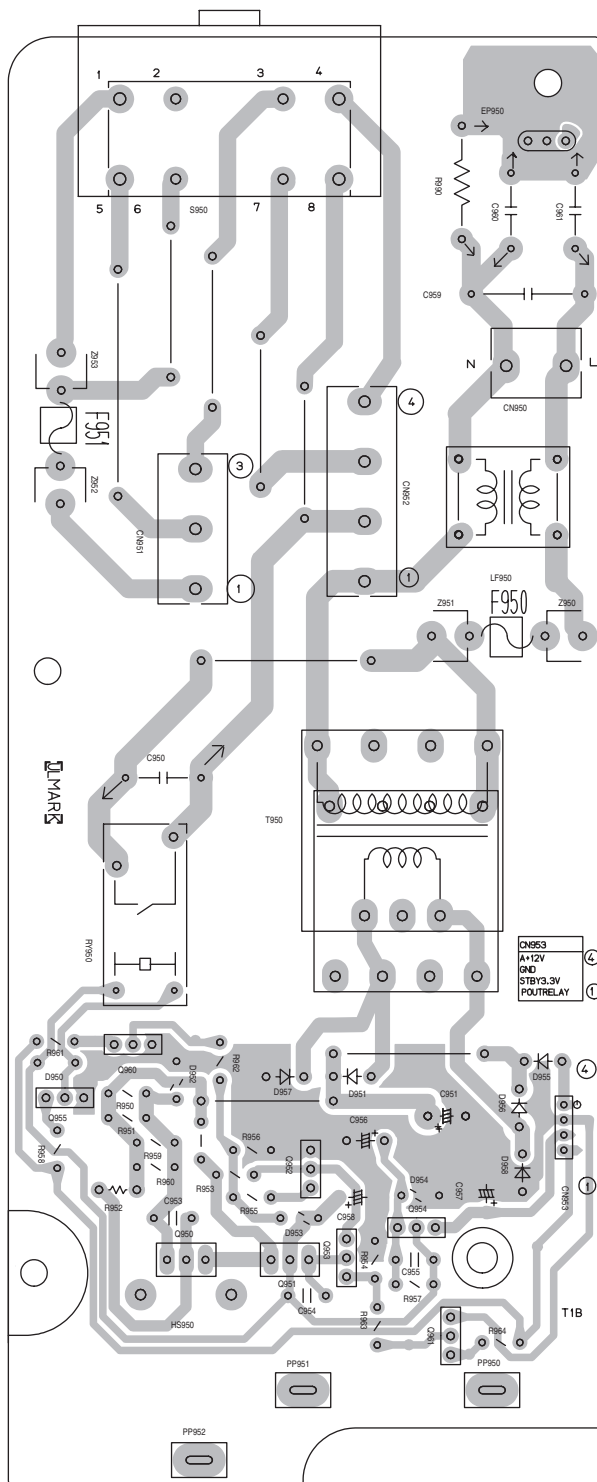 1 2 3 4
5 6 7 8
S950
EP950
R990
C960
C961
C959
N L
CN950
Z953
F951
Z952
CN951
3
1
CN952
4
1
LF950
F950
Z951 Z950
C950
ULMARK
T950
RY950
CN953
A+12V 4
GND
STBY3.3V
POUTRELAY 1
R961
D950
Q960
D952
R962
D957
D951
D955
4
C951
D956
Q955
R950
R951
C956
R958
R959
R956
Q952
D958
R960
R953
R955
D954
C957
CN953
1
R952
C953
Q950
D953
C958
Q954
Q953
R954
C955
Q951
R957
C954
HS950
R963
Q961
R964
T1B
PP951
PP950
PP952